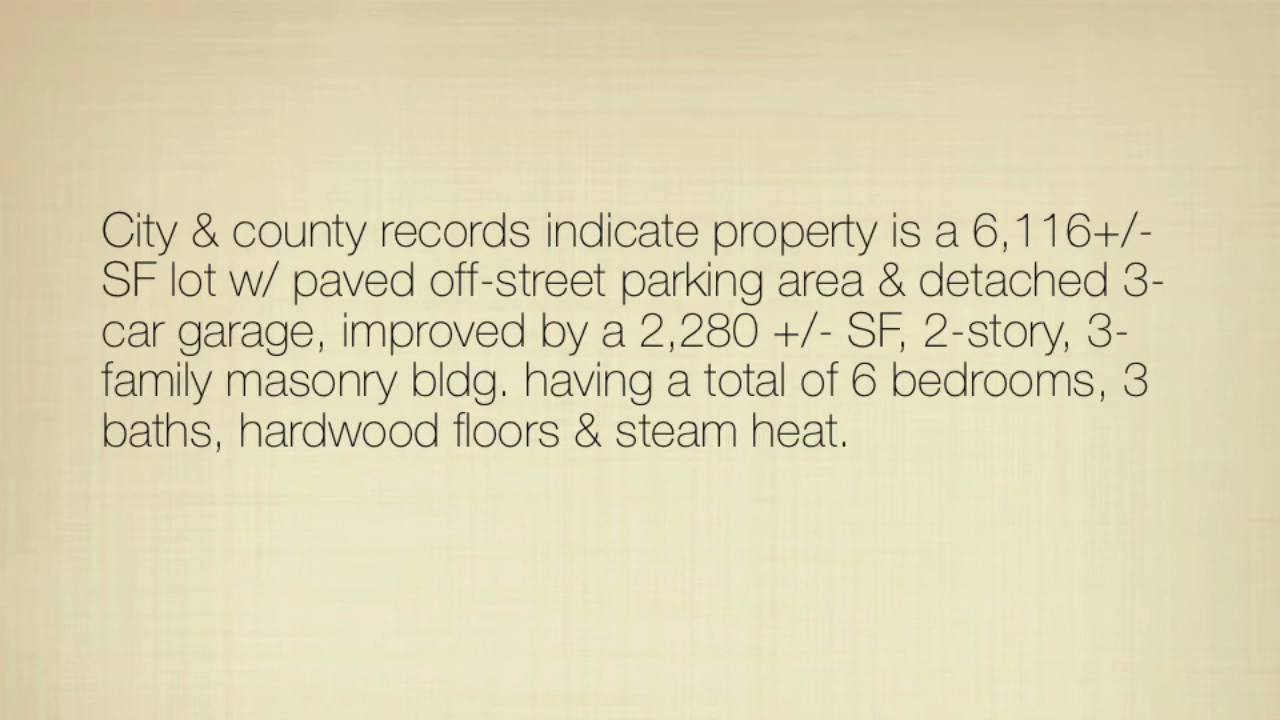 City & county records indicate property is a 6,116+/-
SF lot w/ paved off-street parking area & detached 3-
car garage, improved by a 2,280 +/- SF, 2-story, 3-
family masonry bldg. having a total of 6 bedrooms, 3
baths, hardwood floors & steam heat.